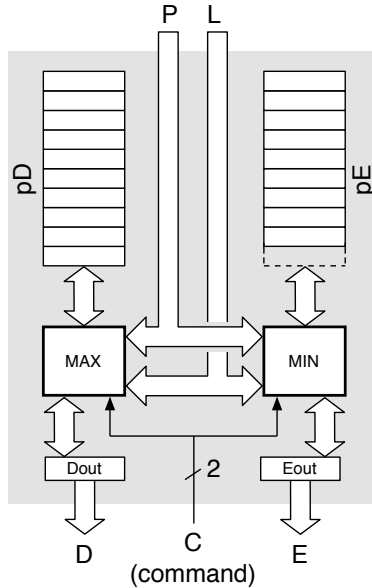 P L
pD
pE
MAX
MIN
Dout
2
Eout
D
C
E
(command)